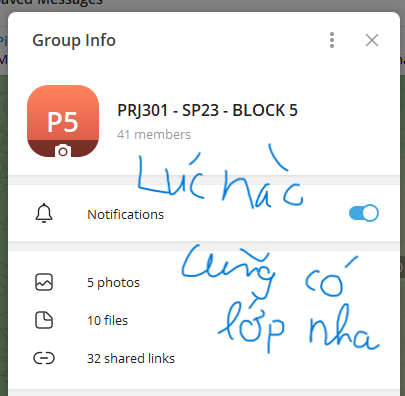 aved Messages
Group Info
P5
PRJ301 - SP23 - BLOCK 5
41 members
Lúc nàc
Notifications
cũng có
5 photos
lớp nha
10 files
32 shared links